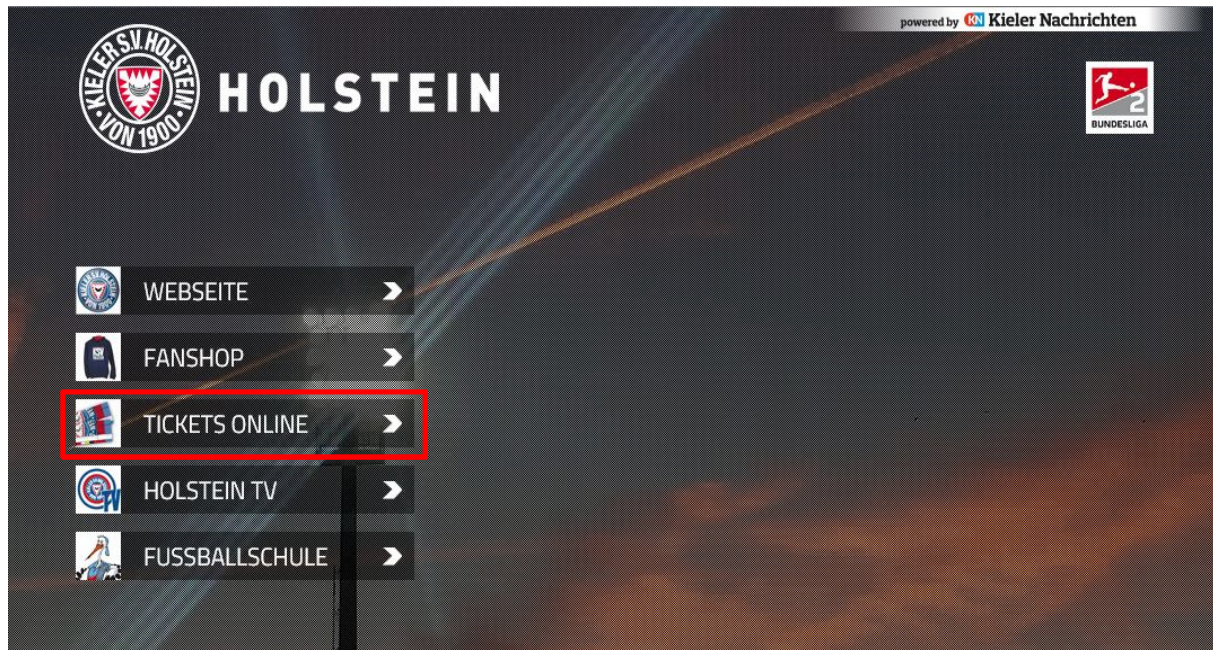 powered by KN Kieler Nachrichten
KIELER S.V. HOLSTEIN
VON 1900
HOLSTEIN
2
BUNDESLIGA
WEBSEITE
FANSHOP
TICKETS ONLINE
TV
HOLSTEIN TV
FUSSBALLSCHULE